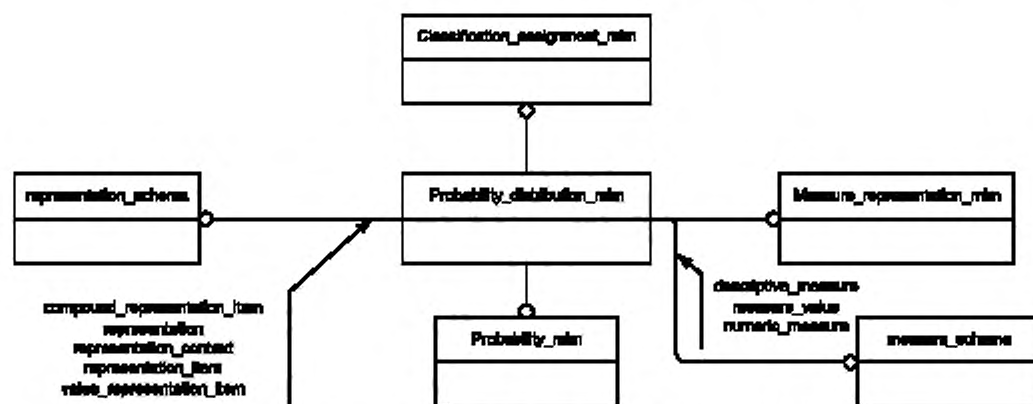 Classification_assignment_mim
representation_schema
Probability_distribution_mim
Measure_representation_mim
compound_representation_item
representation
representation_context
representation_item
value_representation_item
Probability_mim
descriptive_measure
measure_value
numeric_measure
measure_schema